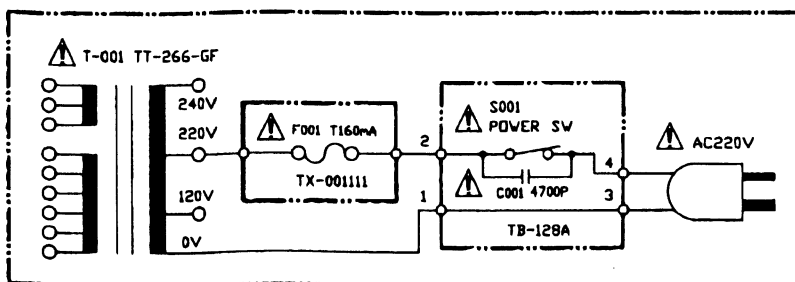 T-001 TT-266-GF
240V
220V
120V
0V
F001 T160mA
TX-001111
2
1
S001
POWER SW
C001 4700P
4
3
TB-128A
AC220V